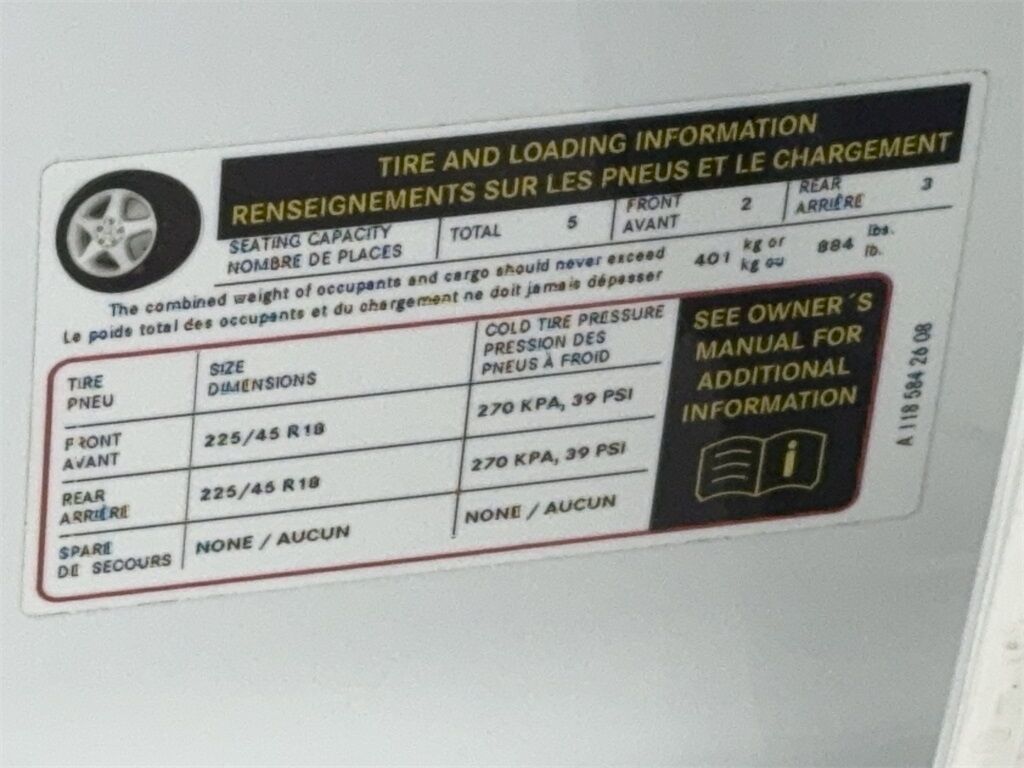 TIRE AND LOADING INFORMATION
RENSEIGNEMENTS SUR LES PNEUS ET LE CHARGEMENT
SEATING CAPACITY TOTAL 5 FRONT 2 REAR 3
NOMBRE DE PLACES AVANT ARRIÈRE
The combined weight of occupants and cargo should never exceed 401 kg or 884 lbs.
Le poids total des occupants et du chargement ne doit jamais dépasser kg ou lb.
TIRE SIZE COLD TIRE PRESSURE
PNEU DIMENSIONS PRESSION DES
PNEUS À FROID
FRONT 225/45 R18 270 KPA, 39 PSI
AVANT
REAR 225/45 R18 270 KPA, 39 PSI
ARRIÈRE
SPARE NONE / AUCUN NONE / AUCUN
DE SECOURS
SEE OWNER´S
MANUAL FOR
ADDITIONAL
INFORMATION
i
A 118 584 26 08